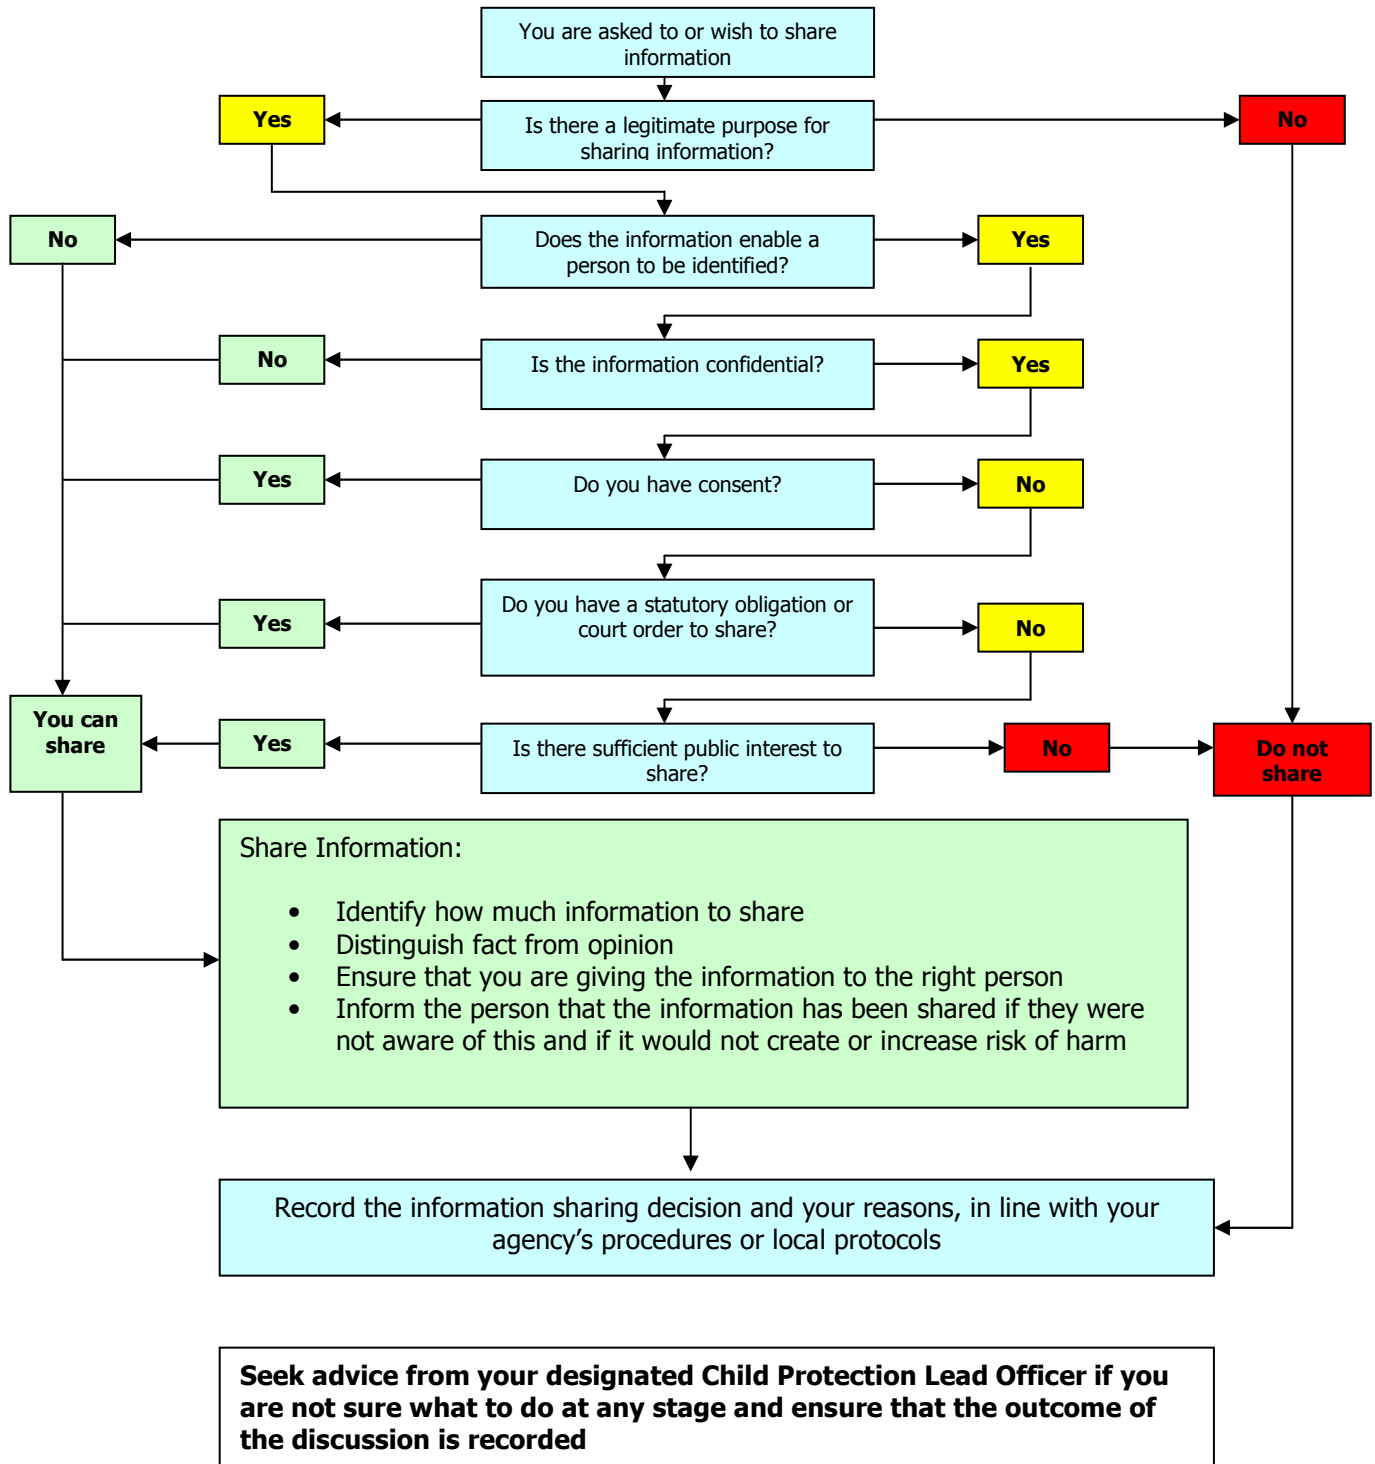 You are asked to or wish to share
information
Yes
Is there a legitimate purpose for
sharing information?
No
No
Does the information enable a
person to be identified?
Yes
No
Is the information confidential?
Yes
Yes
Do you have consent?
No
Yes
Do you have a statutory obligation or
court order to share?
No
You can
share
Yes
Is there sufficient public interest to
share?
No
Do not
share
Share Information:
• Identify how much information to share
• Distinguish fact from opinion
• Ensure that you are giving the information to the right person
• Inform the person that the information has been shared if they were
not aware of this and if it would not create or increase risk of harm
Record the information sharing decision and your reasons, in line with your
agency’s procedures or local protocols
Seek advice from your designated Child Protection Lead Officer if you
are not sure what to do at any stage and ensure that the outcome of
the discussion is recorded